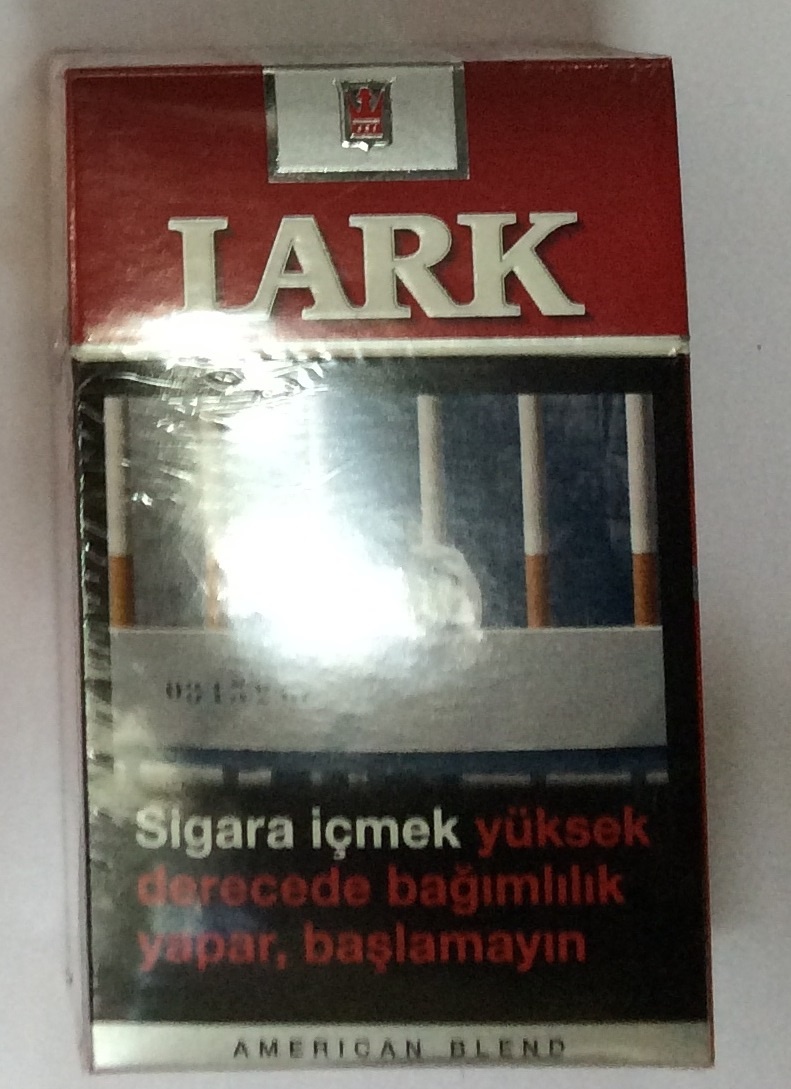 LARK
Sigara içmek yüksek
derecede bağımlılık
yapar, başlamayın
AMERICAN BLEND